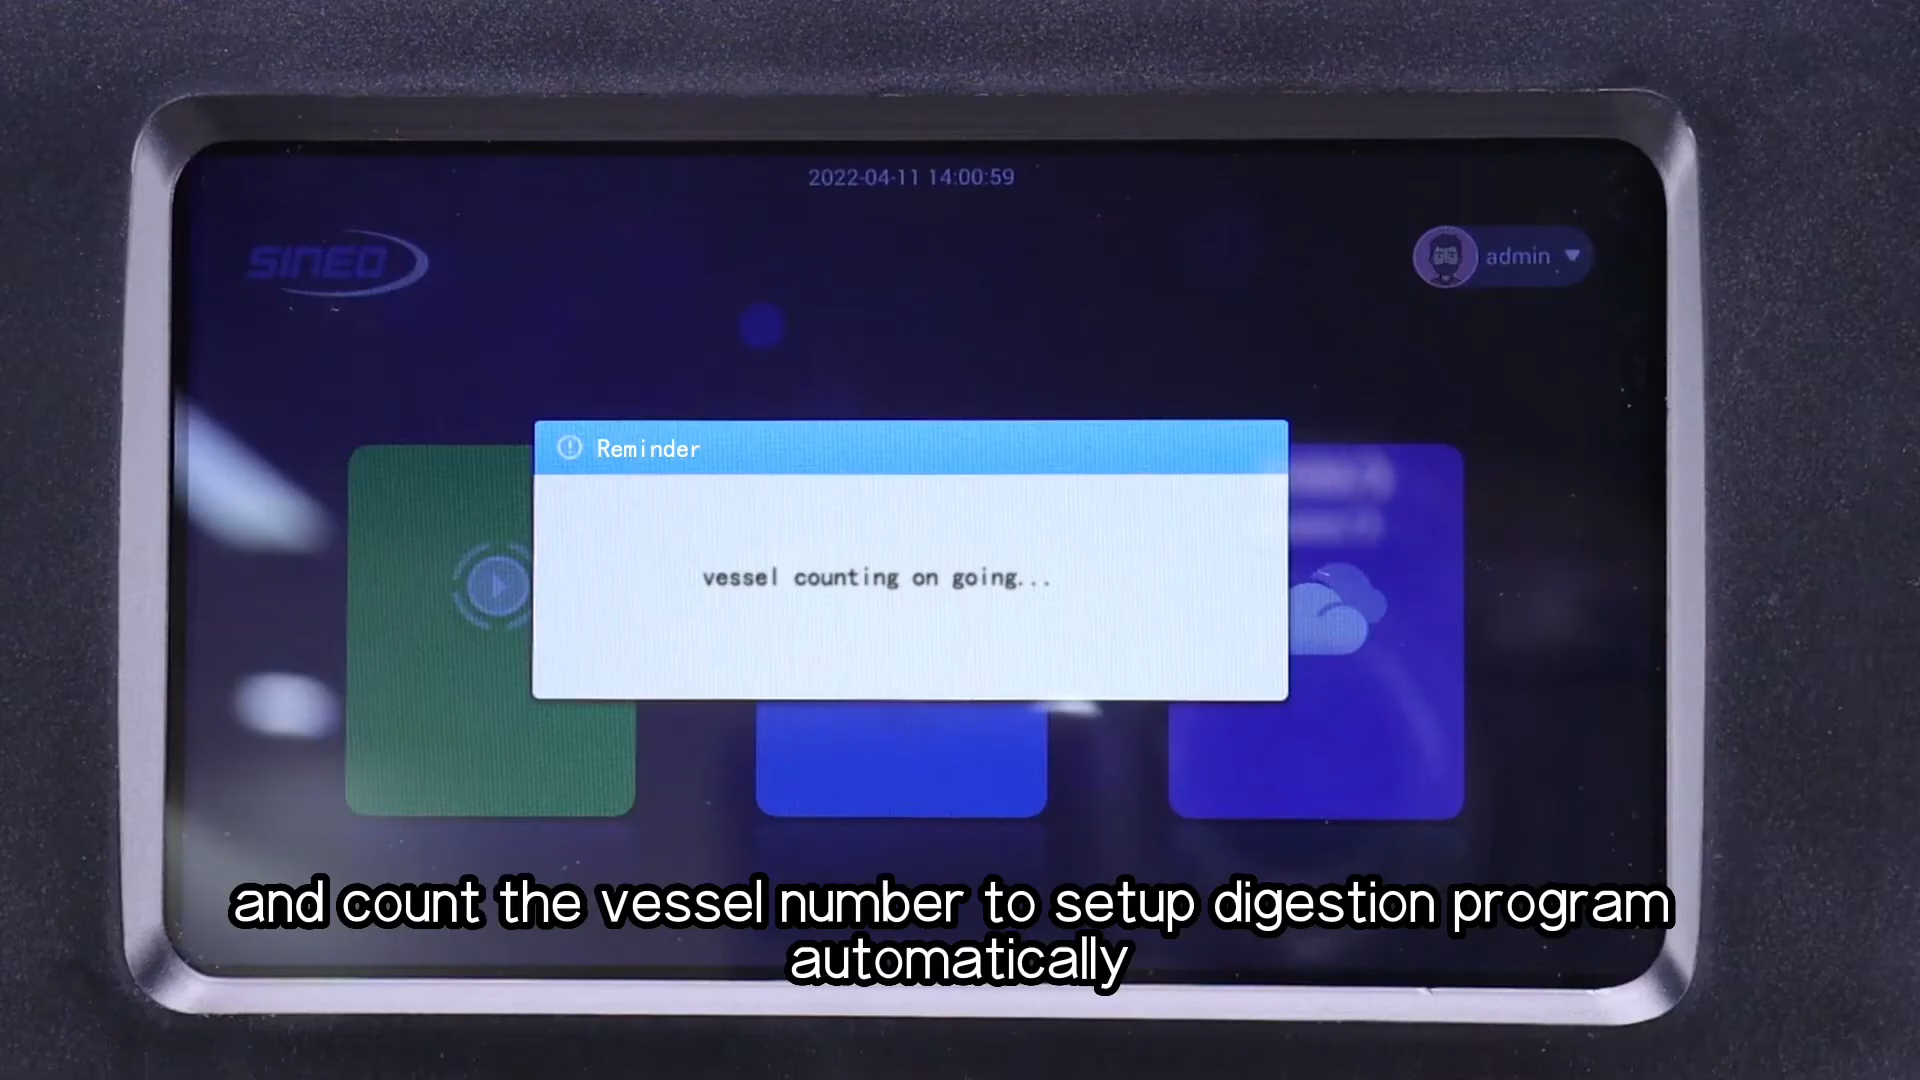 2022-04-11 14:00:59
SINEO
admin
Reminder
vessel counting on going...
and count the vessel number to setup digestion program
automatically